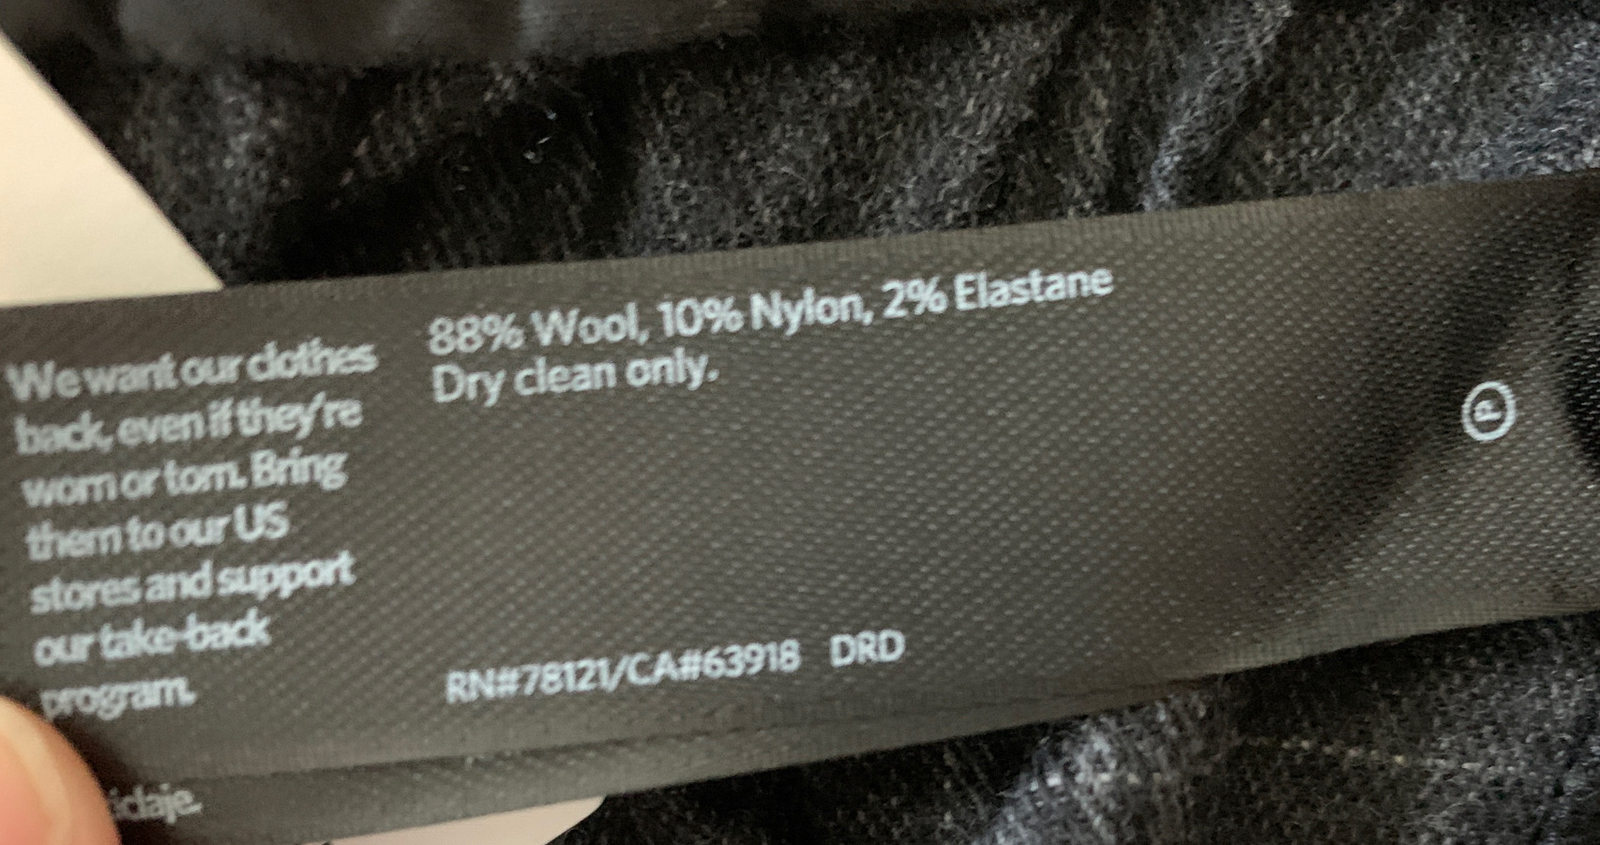 We want our clothes
back, even if they're
worn or torn. Bring
them to our US
stores and support
our take-back
program.
88% Wool, 10% Nylon, 2% Elastane
Dry clean only.
RN#78121/CA#63918 DRD
P